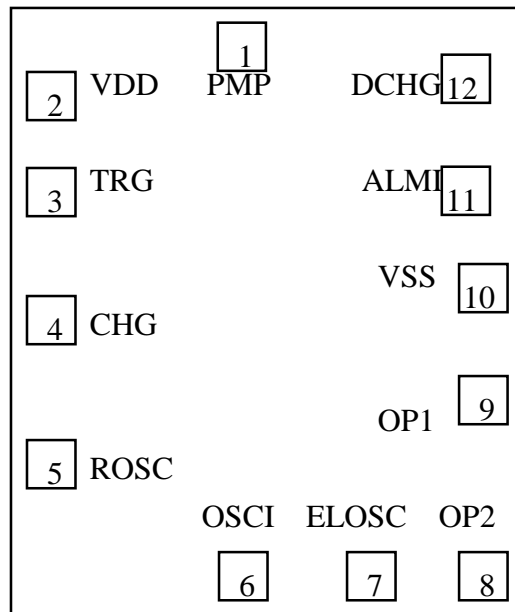 1
VDD PMP DCHG 12
2
3 TRG ALMI 11
VSS 10
4 CHG
9
OP1
5 ROSC
OSCI ELOSC OP2
6 7 8